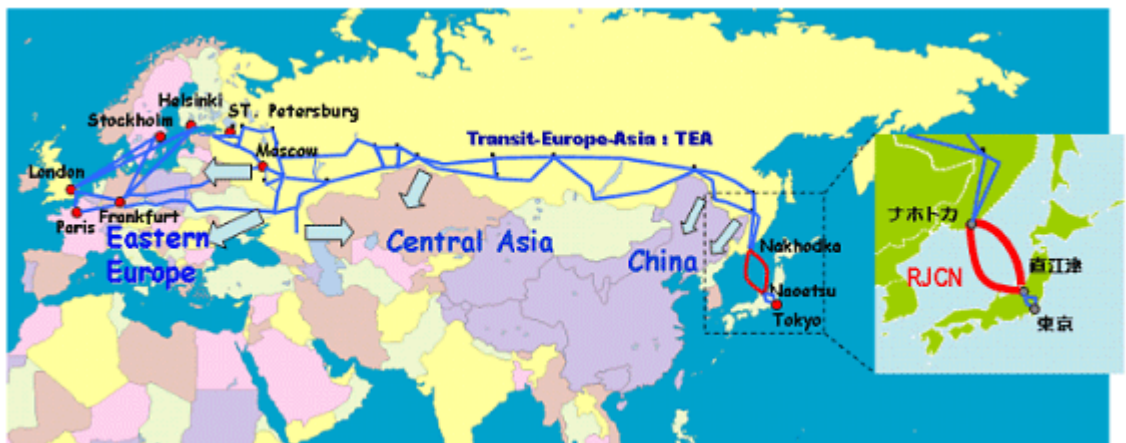 Helsinki
ST. Petersburg
Stockholm
Transit-Europe-Asia : TEA
Moscow
London
Frankfurt
Paris
Eastern
Europe
Central Asia
China
Nakhodka
Naoetsu
Tokyo
ナホトカ
直江津
RJCN
東京